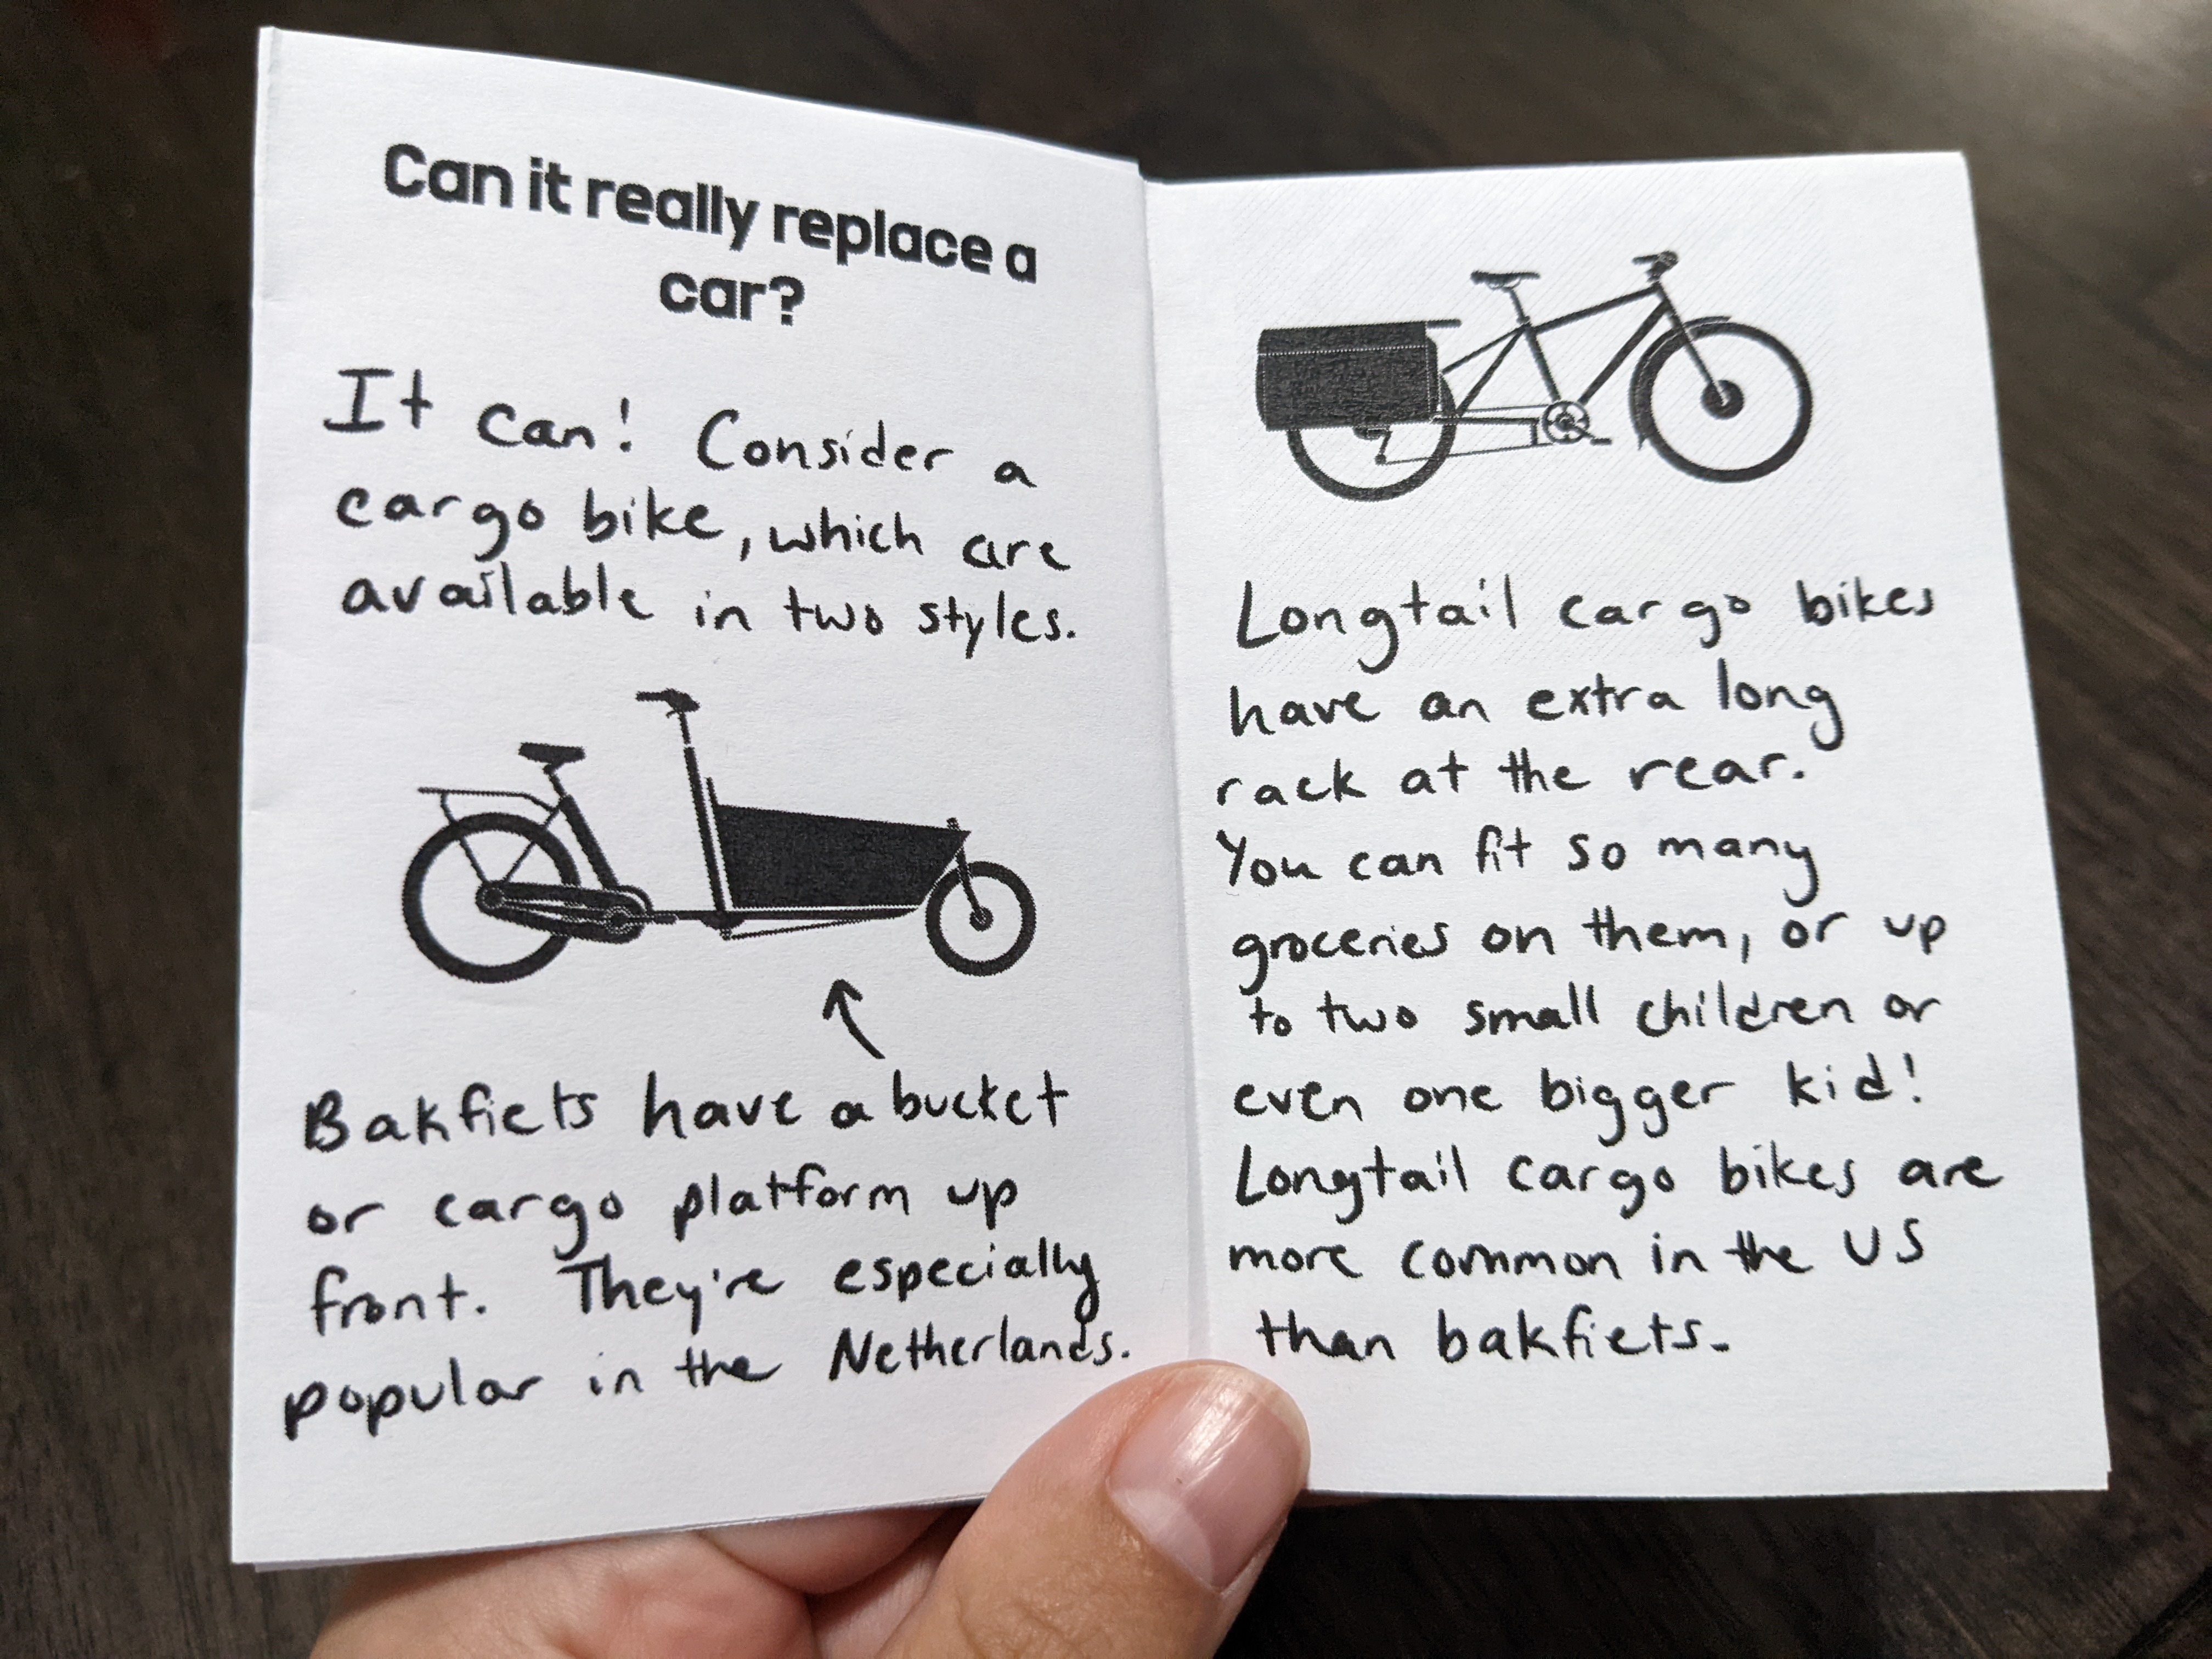 Can it really replace a
car?
It can! Consider a
cargo bike, which are
available in two styles.
Bakfiets have a bucket
or cargo platform up
front. They're especially
popular in the Netherlands.
Longtail cargo bikes
have an extra long
rack at the rear.
You can fit so many
groceries on them, or up
to two small children or
even one bigger kid!
Longtail cargo bikes are
more common in the US
than bakfiets.